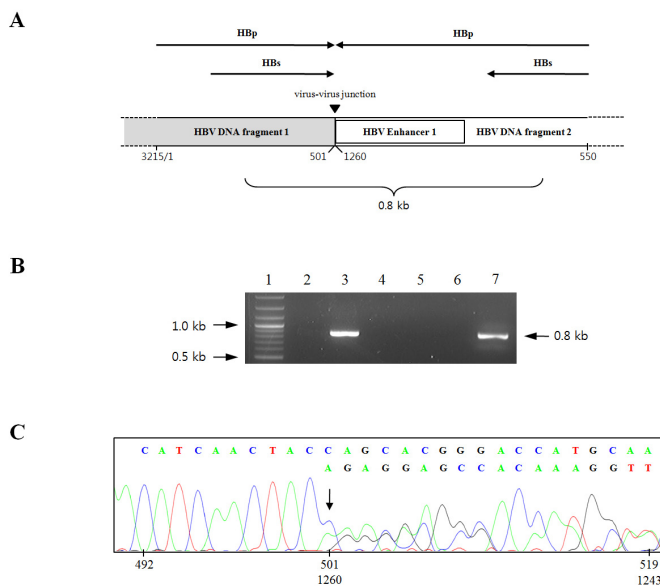 A
HBp HBp
HBs HBs
virus-virus junction
HBV DNA fragment 1 HBV Enhancer 1 HBV DNA fragment 2
3215/1 501 1260 550
0.8 kb
B
1 2 3 4 5 6 7
1.0 kb
0.8 kb
0.5 kb
C
C A T C A A C T A C C A G C A C G G G A C C A T G C A A
A G A G G A G C C A C A A A G G T T
492 501 519
1260 1242